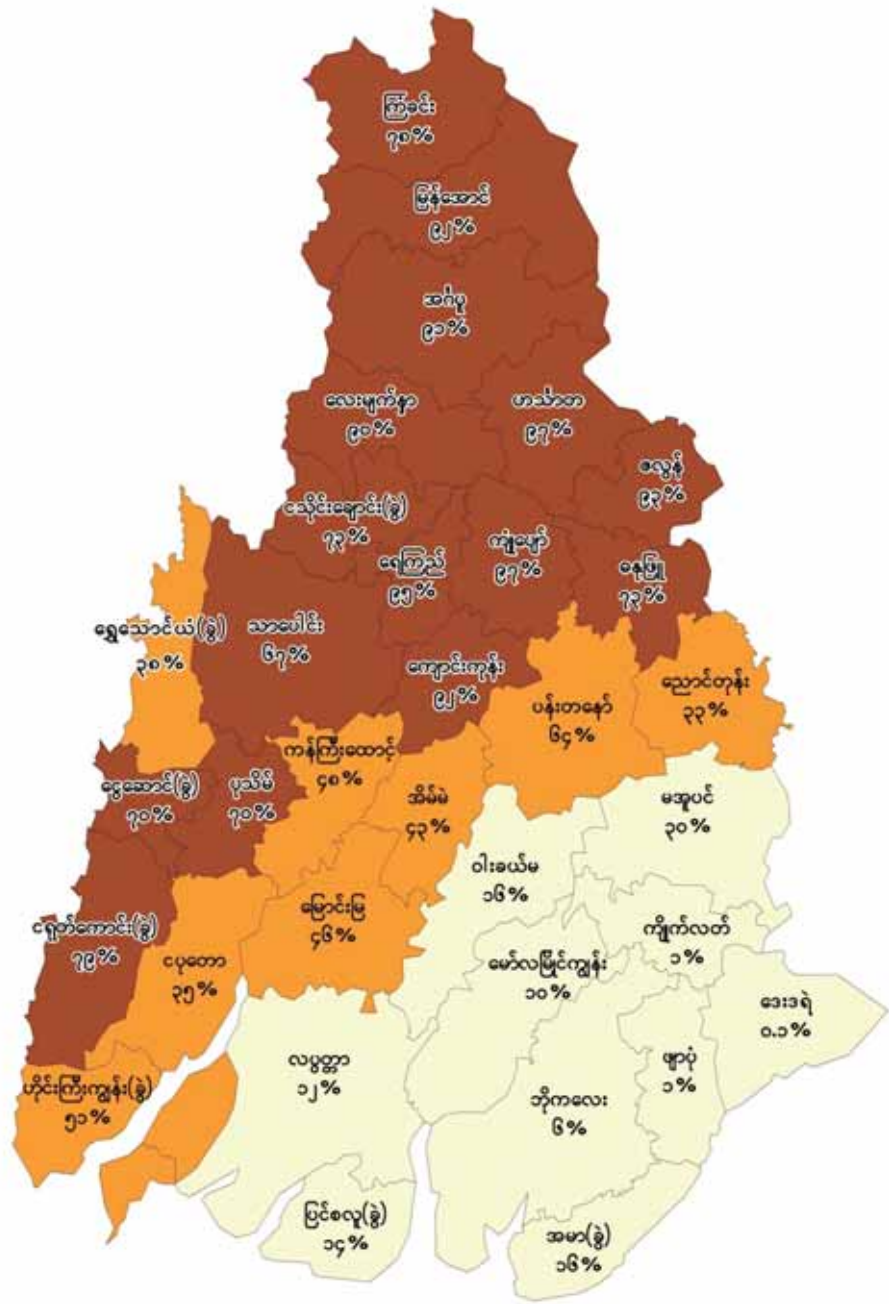 ကြံခင်း
၇၈%
မြန်အောင်
၉၂%
အင်္ဂပူ
၉၁%
လေးမျက်နှာ
၉၀%
ဟင်္သာတ
၉၇%
ဇလွန်
၉၃%
ငသိုင်းချောင်း(ခွဲ)
၇၃%
ရေကြည်
၉၅%
ကျုံပျော်
၉၇%
ဓနုဖြူ
၇၃%
ရွှေသောင်ယံ(ခွဲ)
၃၈%
သာပေါင်း
၆၇%
ကျောင်းကုန်း
၉၂%
ပန်းတနော်
၆၄%
ညောင်တုန်း
၃၃%
ငွေဆောင်(ခွဲ)
၇၀%
ပုသိမ်
၇၀%
ကန်ကြီးထောင့်
၄၈%
အိမ်မဲ
၄၃%
မအူပင်
၃၀%
ဝါးခယ်မ
၁၆%
ငရုတ်ကောင်း(ခွဲ)
၇၉%
ငပုတော
၃၅%
မြောင်းမြ
၄၆%
မော်လမြိုင်ကျွန်း
၁၀%
ကျိုက်လတ်
၁%
ဒေးဒရဲ
၀.၁%
ဟိုင်းကြီးကျွန်း(ခွဲ)
၅၁%
လပွတ္တာ
၁၂%
ဘိုကလေး
၆%
ဖျာပုံ
၁%
ပြင်စလူ(ခွဲ)
၁၄%
အမာ(ခွဲ)
၁၆%